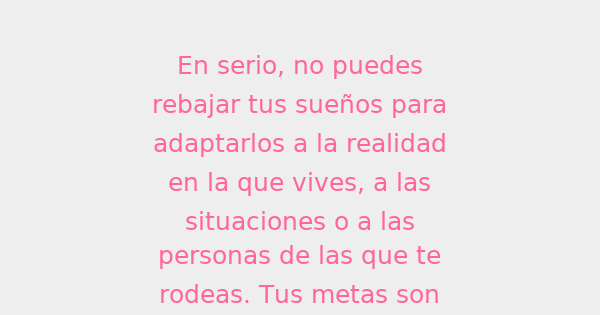 En serio, no puedes
rebajar tus sueños para
adaptarlos a la realidad
en la que vives, a las
situaciones o a las
personas de las que te
rodeas. Tus metas son